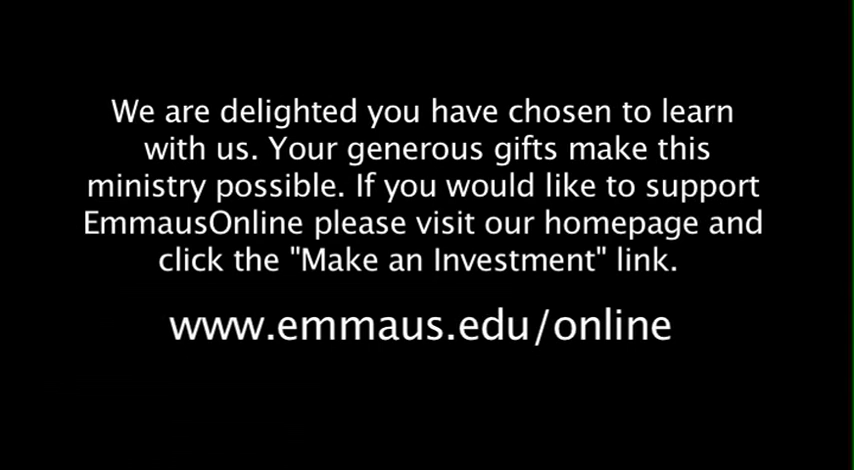 We are delighted you have chosen to learn
with us. Your generous gifts make this
ministry possible. If you would like to support
EmmausOnline please visit our homepage and
click the "Make an Investment" link.
www.emmaus.edu/online